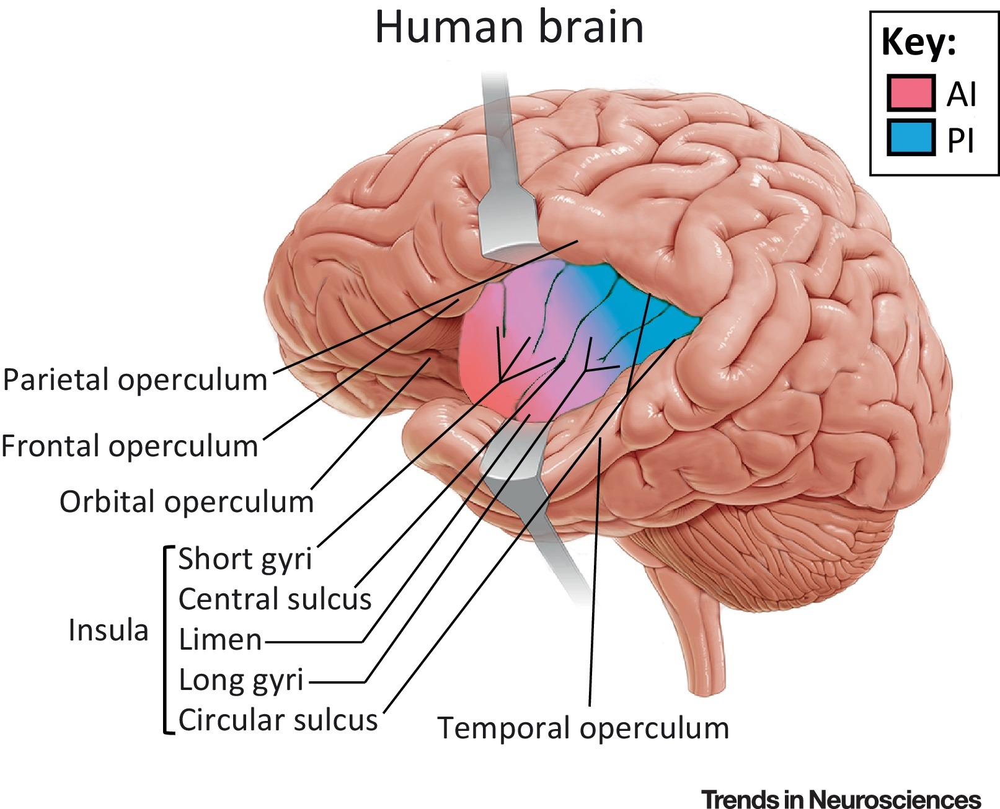 Human brain
Key:
AI
PI
Parietal operculum
Frontal operculum
Orbital operculum
Short gyri
Central sulcus
Insula
Limen
Long gyri
Circular sulcus
Temporal operculum
Trends in Neurosciences